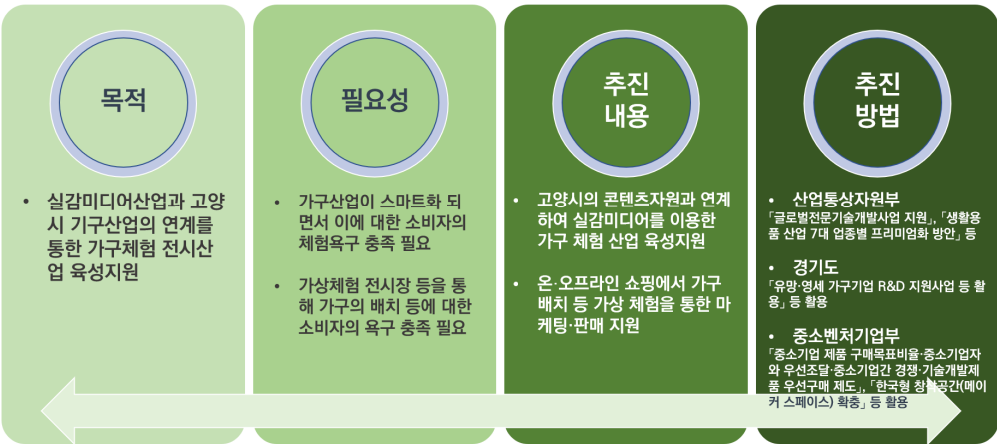 목적
• 실감미디어산업과 고양
시 기구산업의 연계를
통한 가구체험 전시산
업 육성지원
필요성
• 가구산업이 스마트화 되
면서 이에 대한 소비자의
체험욕구 충족 필요
• 가상체험 전시장 등을 통
해 가구의 배치 등에 대한
소비자의 욕구 충족 필요
추진
내용
• 고양시의 콘텐츠자원과 연계
하여 실감미디어를 이용한
가구 체험 산업 육성지원
• 온·오프라인 쇼핑에서 가구
배치 등 가상 체험을 통한 마
케팅·판매 지원
추진
방법
• 산업통상자원부
「글로벌전문기술개발사업 지원」, 「생활용
품 산업 7대 업종별 프리미엄화 방안」 등
• 경기도
「유망·영세 가구기업 R&D 지원사업 등 활
용」 등 활용
• 중소벤처기업부
「중소기업 제품 구매목표비율·중소기업자
와 우선조달·중소기업간 경쟁·기술개발제
품 우선구매 제도」, 「한국형 창작공간(메이
커 스페이스) 확충」 등 활용